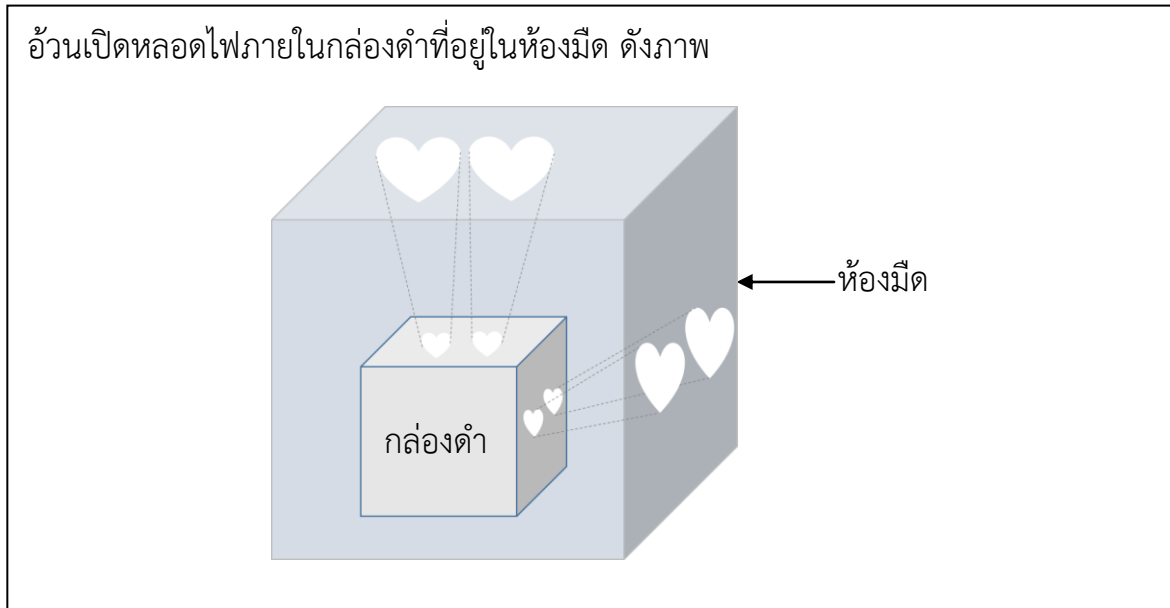 อ้วนเปิดหลอดไฟภายในกล่องดำที่อยู่ในห้องมืด ดังภาพ
ห้องมืด
กล่องดำ